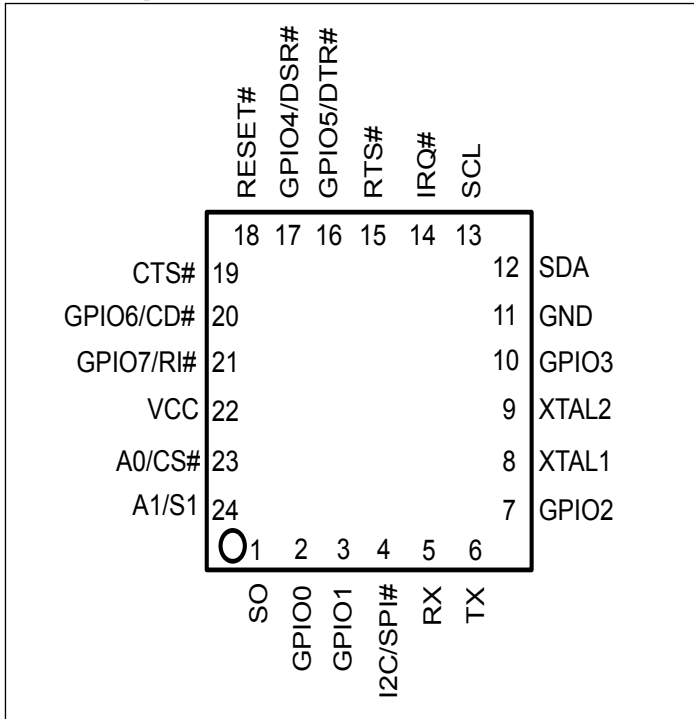 RESET#
GPIO4/DSR#
GPIO5/DTR#
RTS#
IRQ#
SCL
18 17 16 15 14 13
CTS# 19 12 SDA
GPIO6/CD# 20 11 GND
GPIO7/RI# 21 10 GPIO3
VCC 22 9 XTAL2
A0/CS# 23 8 XTAL1
A1/S1 24 7 GPIO2
1 2 3 4 5 6
SO
GPIO0
GPIO1
I2C/SPI#
RX
TX